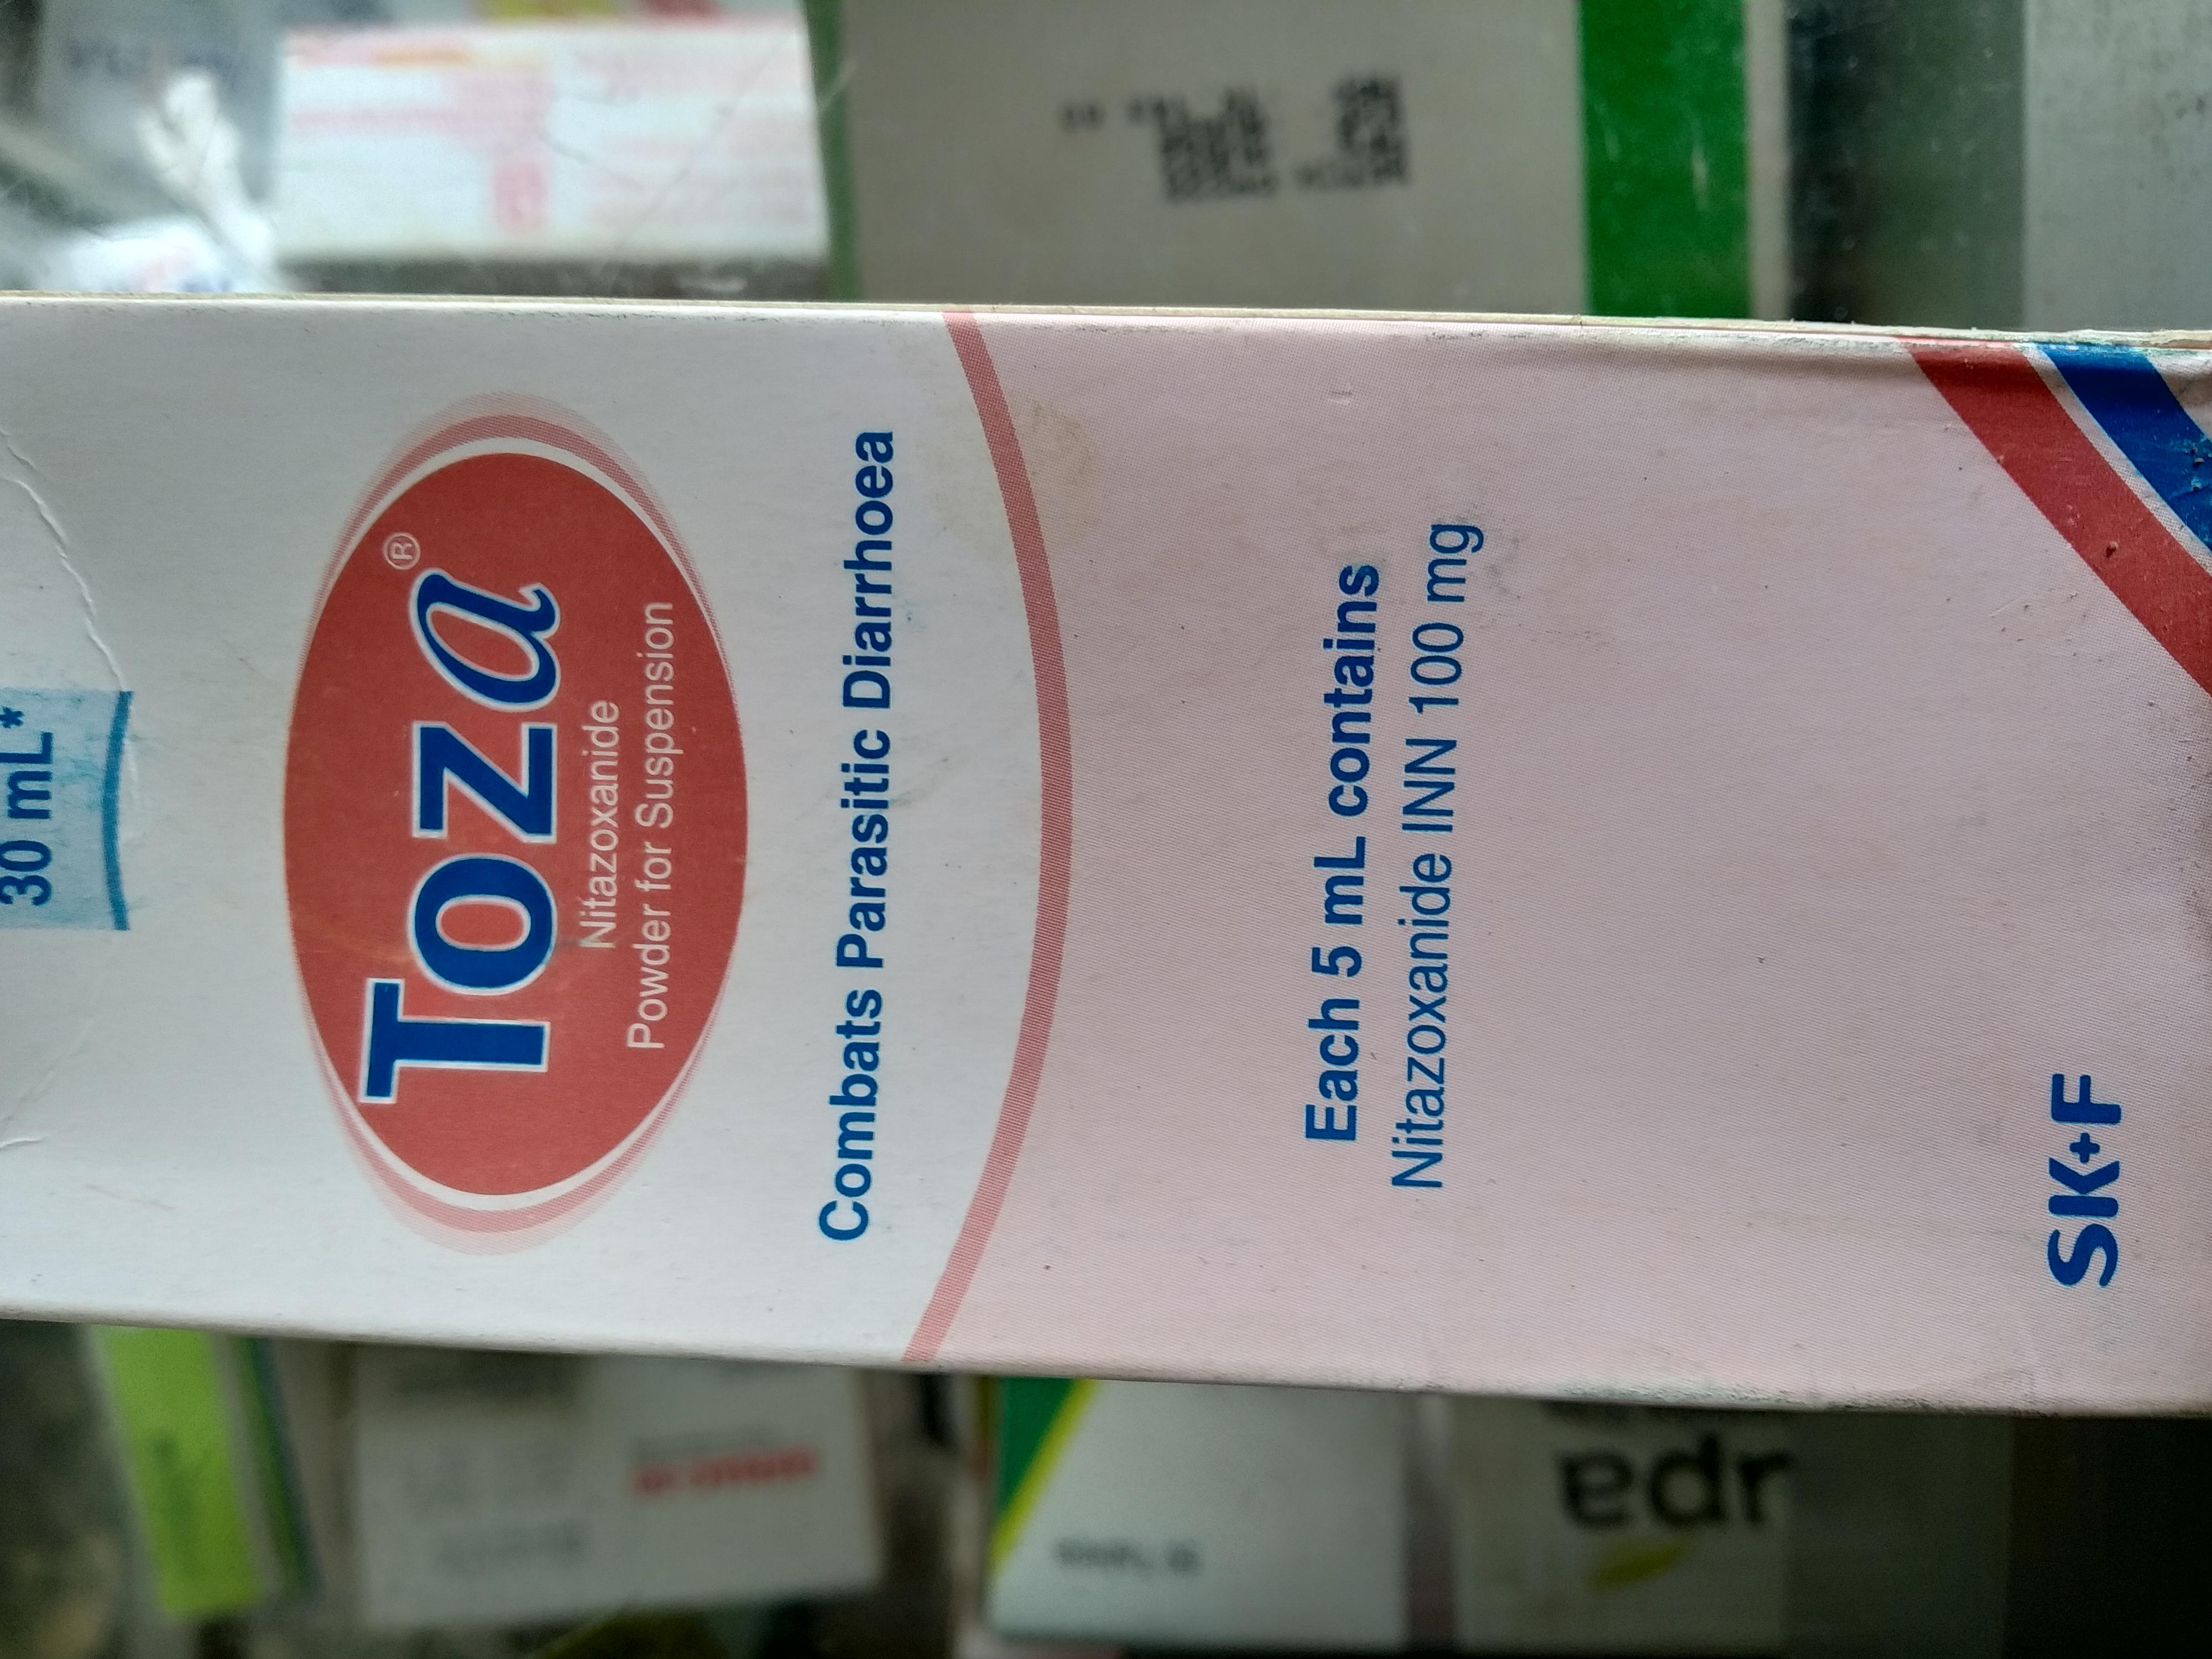 30 mL*
Toza®
Nitazoxanide
Powder for Suspension
Combats Parasitic Diarrhoea
Each 5 mL contains
Nitazoxanide INN 100 mg
SK+F